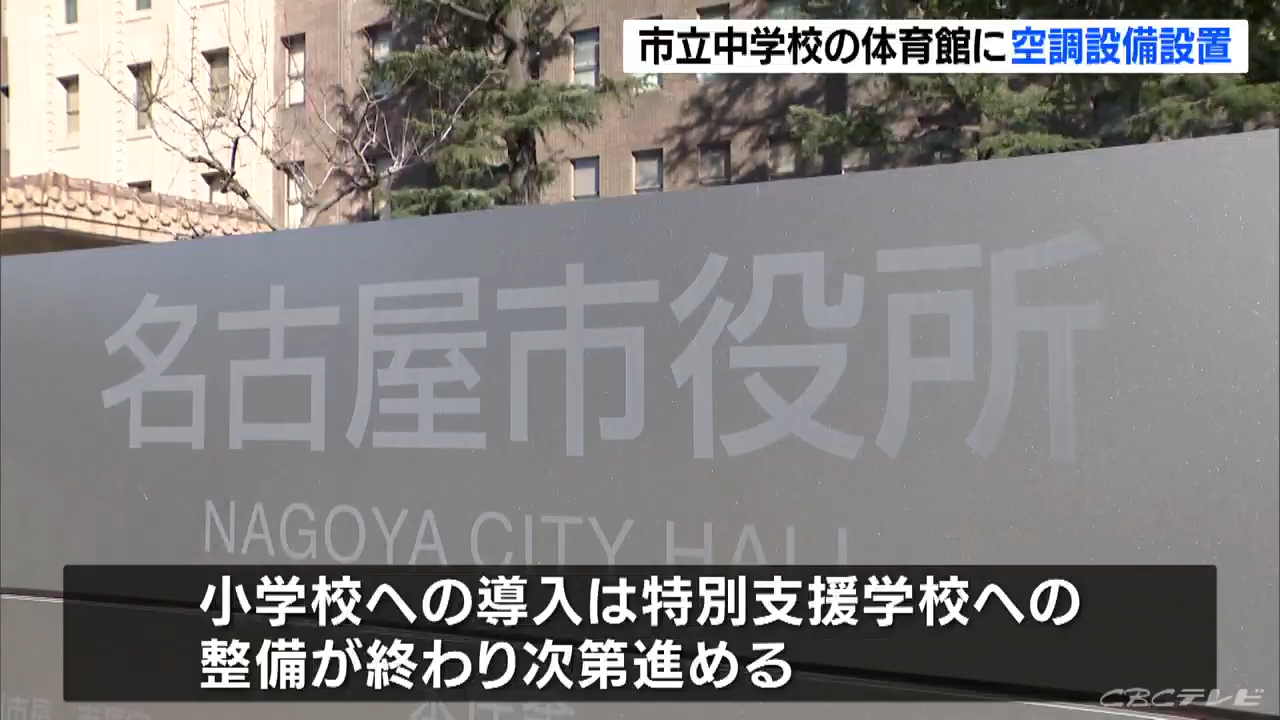 市立中学校の体育館に空調設備設置
名古屋市役所
NAGOYA CITY HALL
小学校への導入は特別支援学校への
整備が終わり次第進める
CBCテレビ